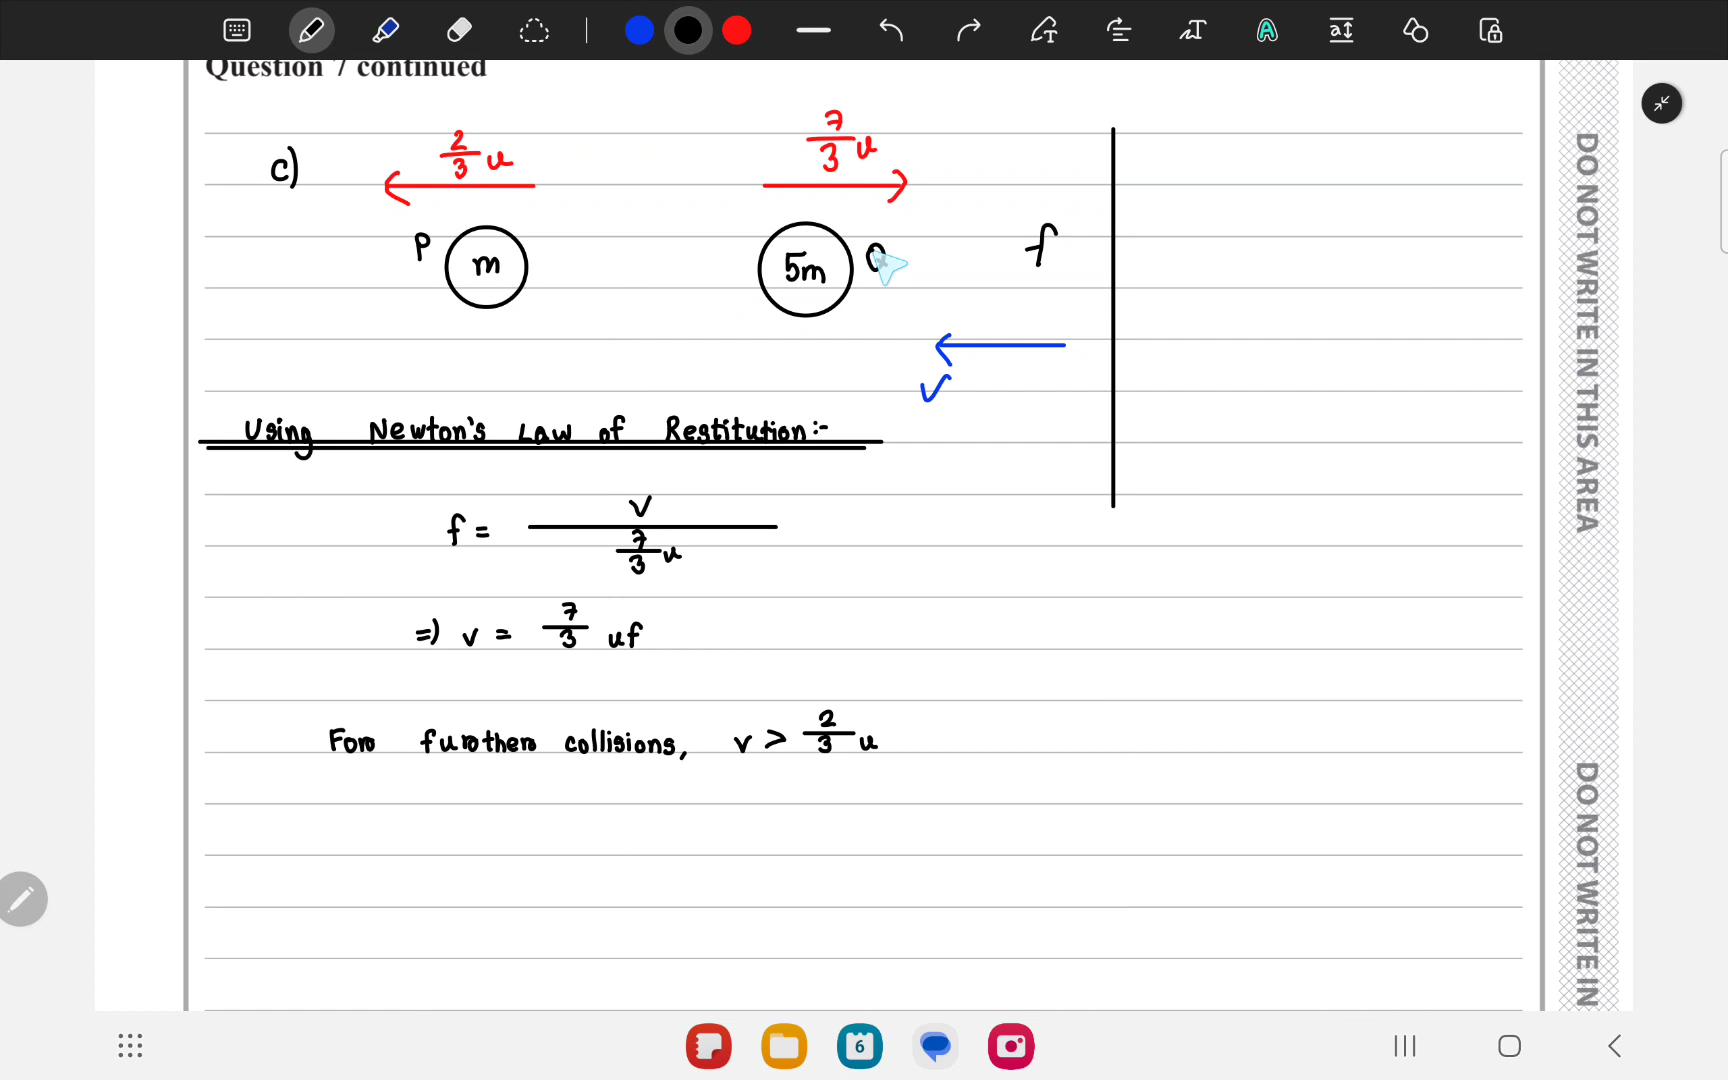 Question 7 continued
c)
2/3 u
7/3 u
P
m
5m
f
v
Using Newton's Law of Restitution:-
f = v / (7/3 u)
=) v = 7/3 uf
For further collisions, v > 2/3 u
DO NOT WRITE IN THIS AREA
DO NOT WRITE IN
6